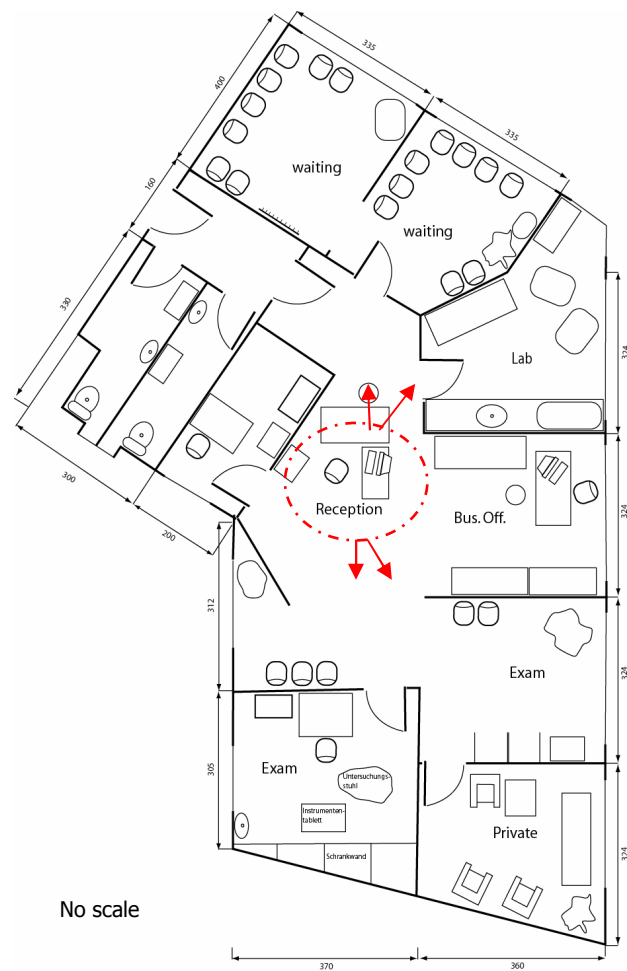 335
400
335
waiting
160
waiting
330
324
Lab
300
Reception
Bus. Off.
324
200
312
Exam
324
305
Exam
Untersuchungs-
stuhl
Instrumenten-
tablett
Private
324
Schrankwand
No scale
370
360